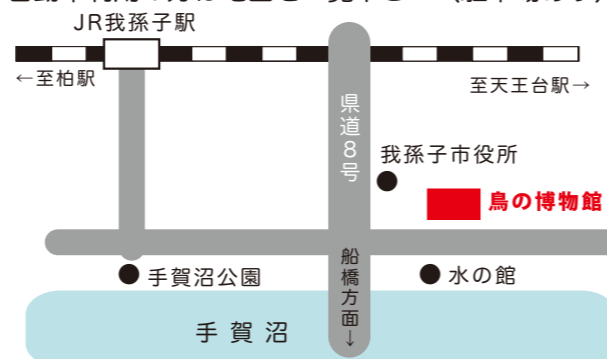 JR我孫子駅
←至柏駅
至天王台駅→
県道8号
我孫子市役所
鳥の博物館
手賀沼公園
船橋方面↓
水の館
手賀沼